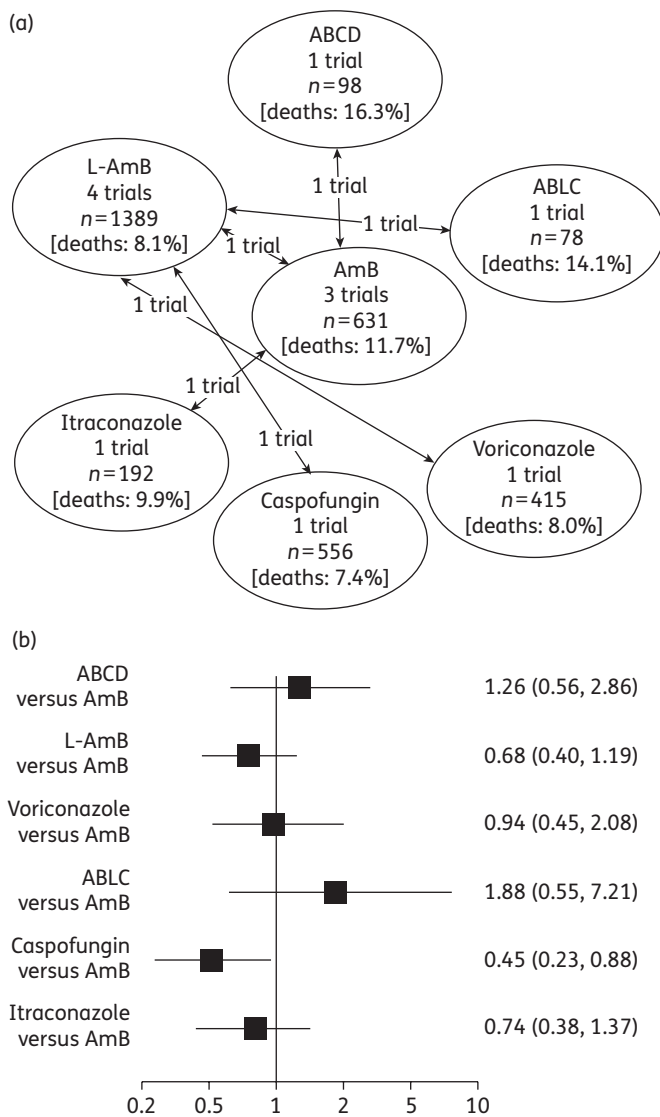 (a)
ABCD
1 trial
n=98
[deaths: 16.3%]
L-AmB
4 trials
n=1389
[deaths: 8.1%]
1 trial
ABLC
1 trial
n=78
[deaths: 14.1%]
1 trial
1 trial
AmB
3 trials
n=631
[deaths: 11.7%]
1 trial
1 trial
Itraconazole
1 trial
n=192
[deaths: 9.9%]
1 trial
Voriconazole
1 trial
n=415
[deaths: 8.0%]
Caspofungin
1 trial
n=556
[deaths: 7.4%]
(b)
ABCD
versus AmB
1.26 (0.56, 2.86)
L-AmB
versus AmB
0.68 (0.40, 1.19)
Voriconazole
versus AmB
0.94 (0.45, 2.08)
ABLC
versus AmB
1.88 (0.55, 7.21)
Caspofungin
versus AmB
0.45 (0.23, 0.88)
Itraconazole
versus AmB
0.74 (0.38, 1.37)
0.2 0.5 1 2 5 10